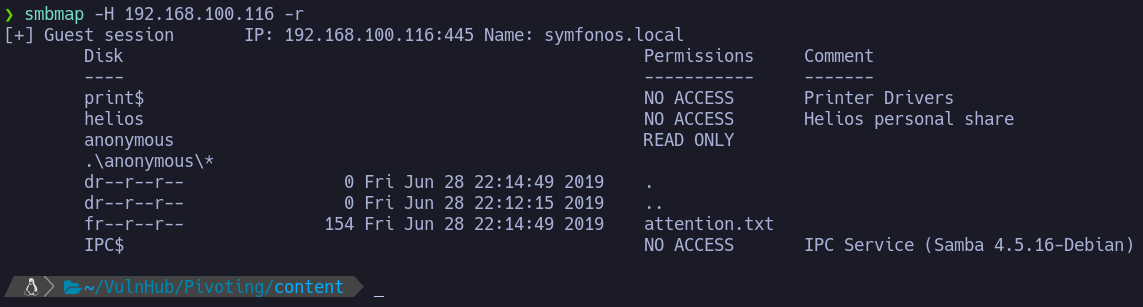 ❯ smbmap -H 192.168.100.116 -r
[+] Guest session       IP: 192.168.100.116:445 Name: symfonos.local
        Disk                                                    Permissions     Comment
        ----                                                    -----------     -------
        print$                                                  NO ACCESS       Printer Drivers
        helios                                                  NO ACCESS       Helios personal share
        anonymous                                               READ ONLY
        .\anonymous\*
        dr--r--r--                0 Fri Jun 28 22:14:49 2019    .
        dr--r--r--                0 Fri Jun 28 22:12:15 2019    ..
        fr--r--r--              154 Fri Jun 28 22:14:49 2019    attention.txt
        IPC$                                                    NO ACCESS       IPC Service (Samba 4.5.16-Debian)
~/VulnHub/Pivoting/content _